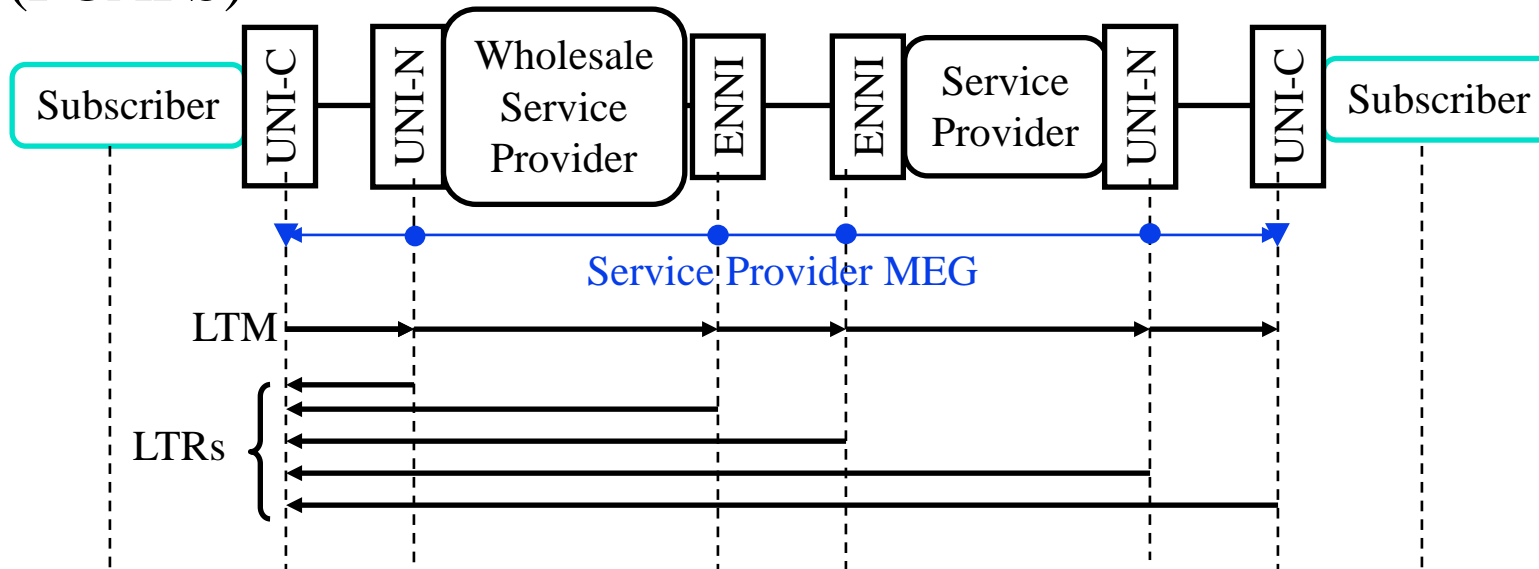 Subscriber
UNI-C
UNI-N
Wholesale
Service
Provider
ENNI
ENNI
Service
Provider
UNI-N
UNI-C
Subscriber
Service Provider MEG
LTM
LTRs